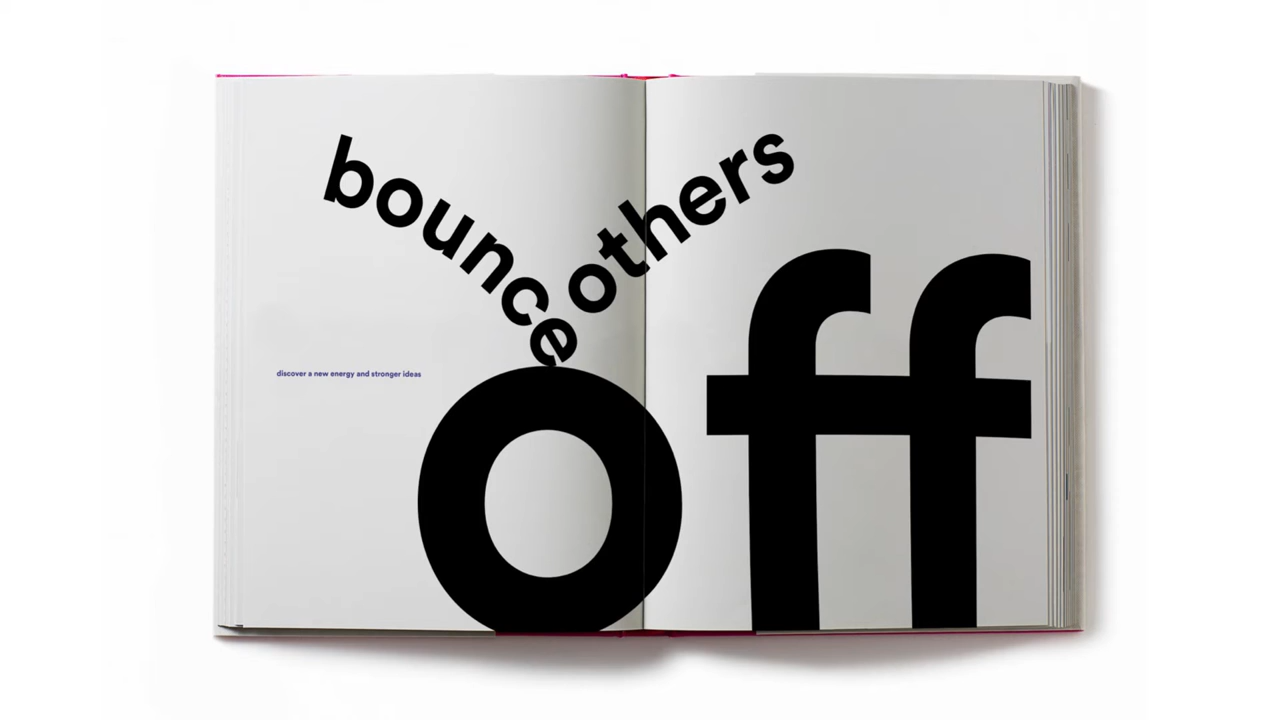 bounce
off
others
discover a new energy and stronger ideas